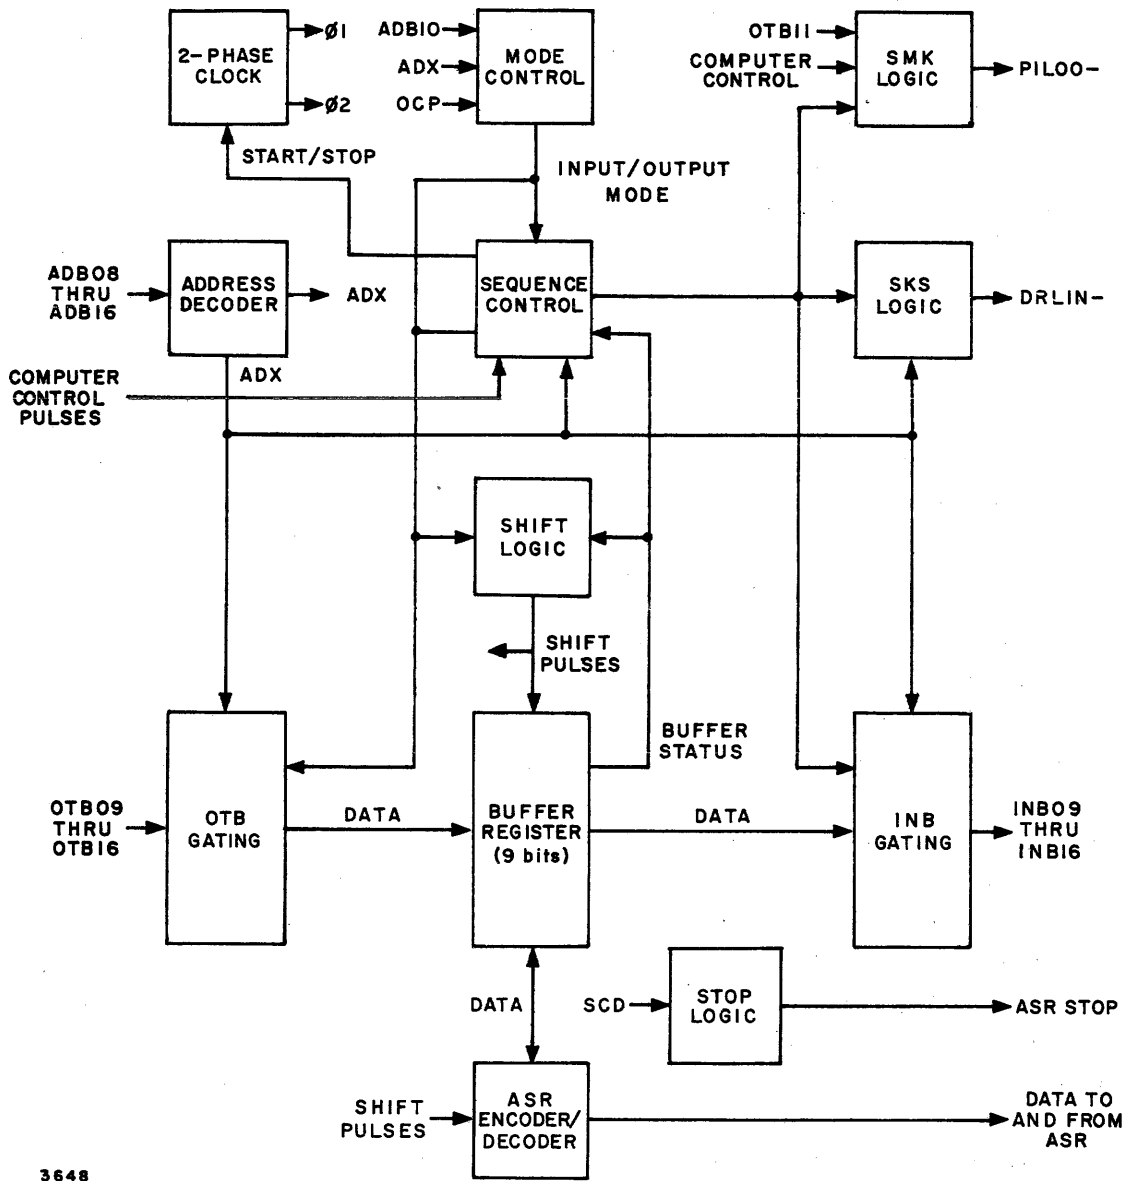 2-PHASE
CLOCK
Ø1
Ø2
START/STOP
ADB10
ADX
OCP
MODE
CONTROL
INPUT/OUTPUT
MODE
OTB11
COMPUTER
CONTROL
SMK
LOGIC
PIL00-
ADB08
THRU
ADB16
ADDRESS
DECODER
ADX
ADX
SEQUENCE
CONTROL
SKS
LOGIC
DRLIN-
COMPUTER
CONTROL
PULSES
SHIFT
LOGIC
SHIFT
PULSES
BUFFER
STATUS
OTB09
THRU
OTB16
OTB
GATING
DATA
BUFFER
REGISTER
(9 bits)
DATA
INB
GATING
INB09
THRU
INB16
DATA
SCD
STOP
LOGIC
ASR STOP
SHIFT
PULSES
ASR
ENCODER/
DECODER
DATA TO
AND FROM
ASR
3648